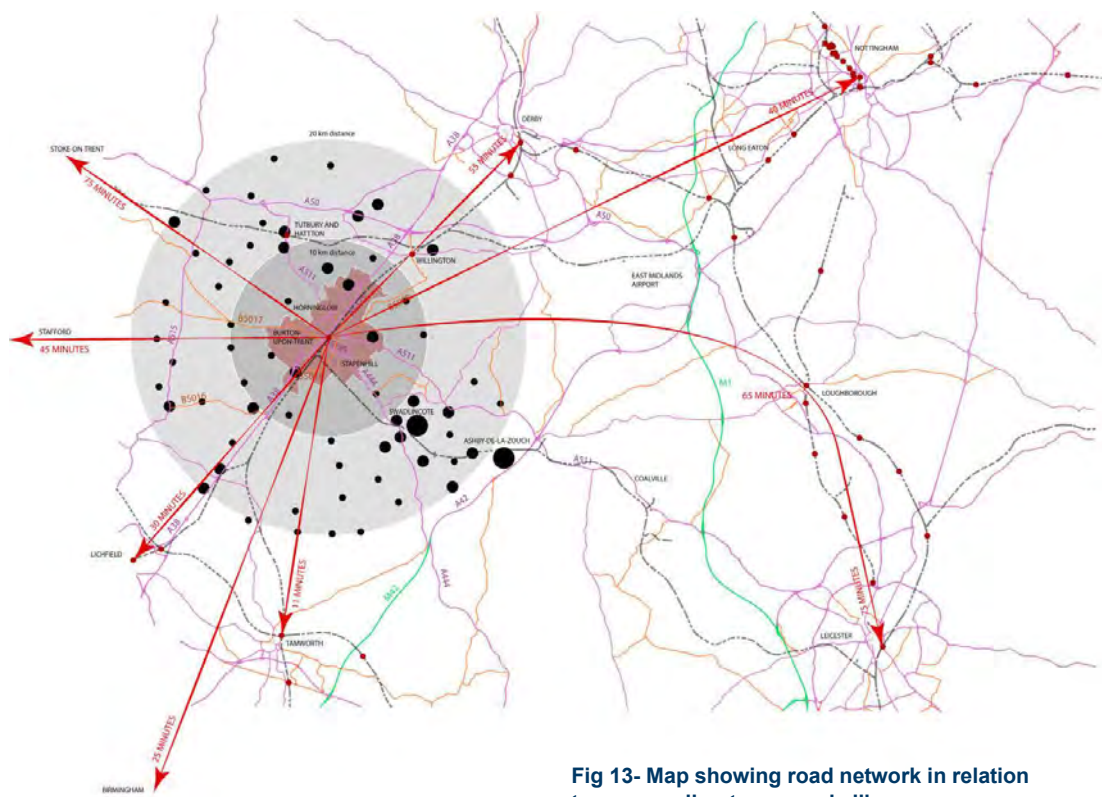 NOTTINGHAM
40 MINUTES
DERBY
A38
20 km distance
LONG EATON
STOKE-ON-TRENT
75 MINUTES
55 MINUTES
A50
A50
TUTBURY AND
HATTTON
A38
10 km distance
WILLINGTON
EAST MIDLANDS
AIRPORT
A511
HORNINGLOW
B5017
STAFFORD
45 MINUTES
A515
BURTON-
UPON-TRENT
A511
STAPENHILL
A444
M1
B5016
A38
65 MINUTES
LOUGHBOROUGH
SWADLINCOTE
ASHBY-DE-LA-ZOUCH
A511
COALVILLE
A42
30 MINUTES
A38
LICHFIELD
11 MINUTES
A444
M42
75 MINUTES
TAMWORTH
LEICESTER
25 MINUTES
BIRMINGHAM
Fig 13- Map showing road network in relation